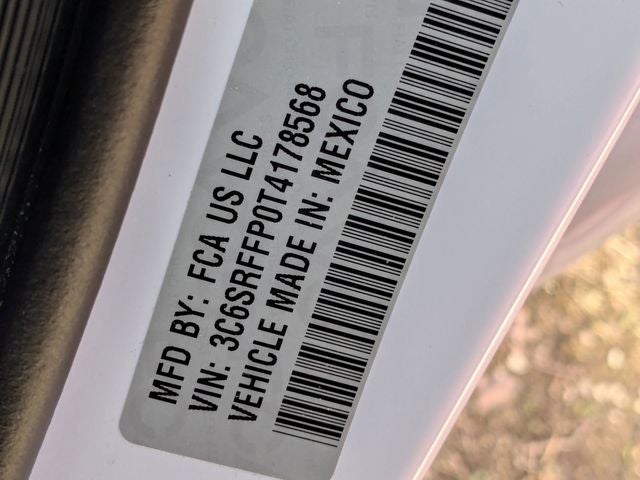 MFD BY: FCA US LLC
VIN: 3C6SRFFP0T4178568
VEHICLE MADE IN: MEXICO